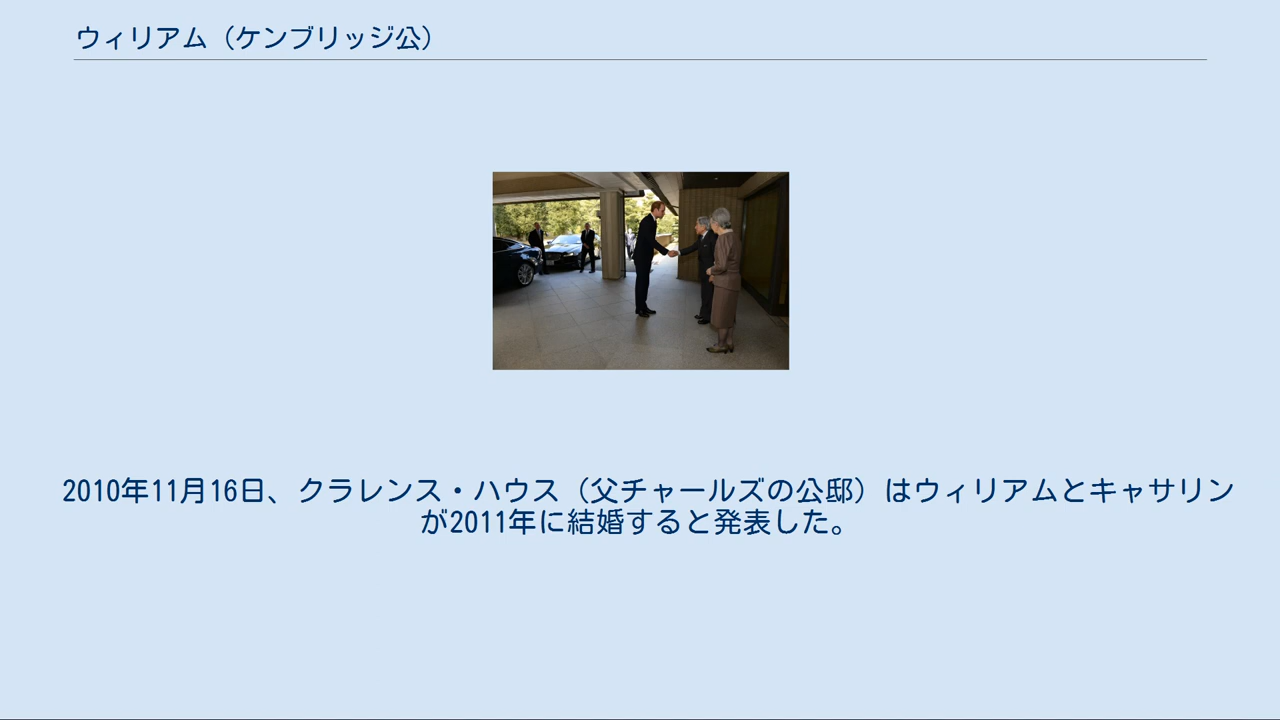 ウィリアム（ケンブリッジ公）
2010年11月16日、クラレンス・ハウス（父チャールズの公邸）はウィリアムとキャサリン
が2011年に結婚すると発表した。